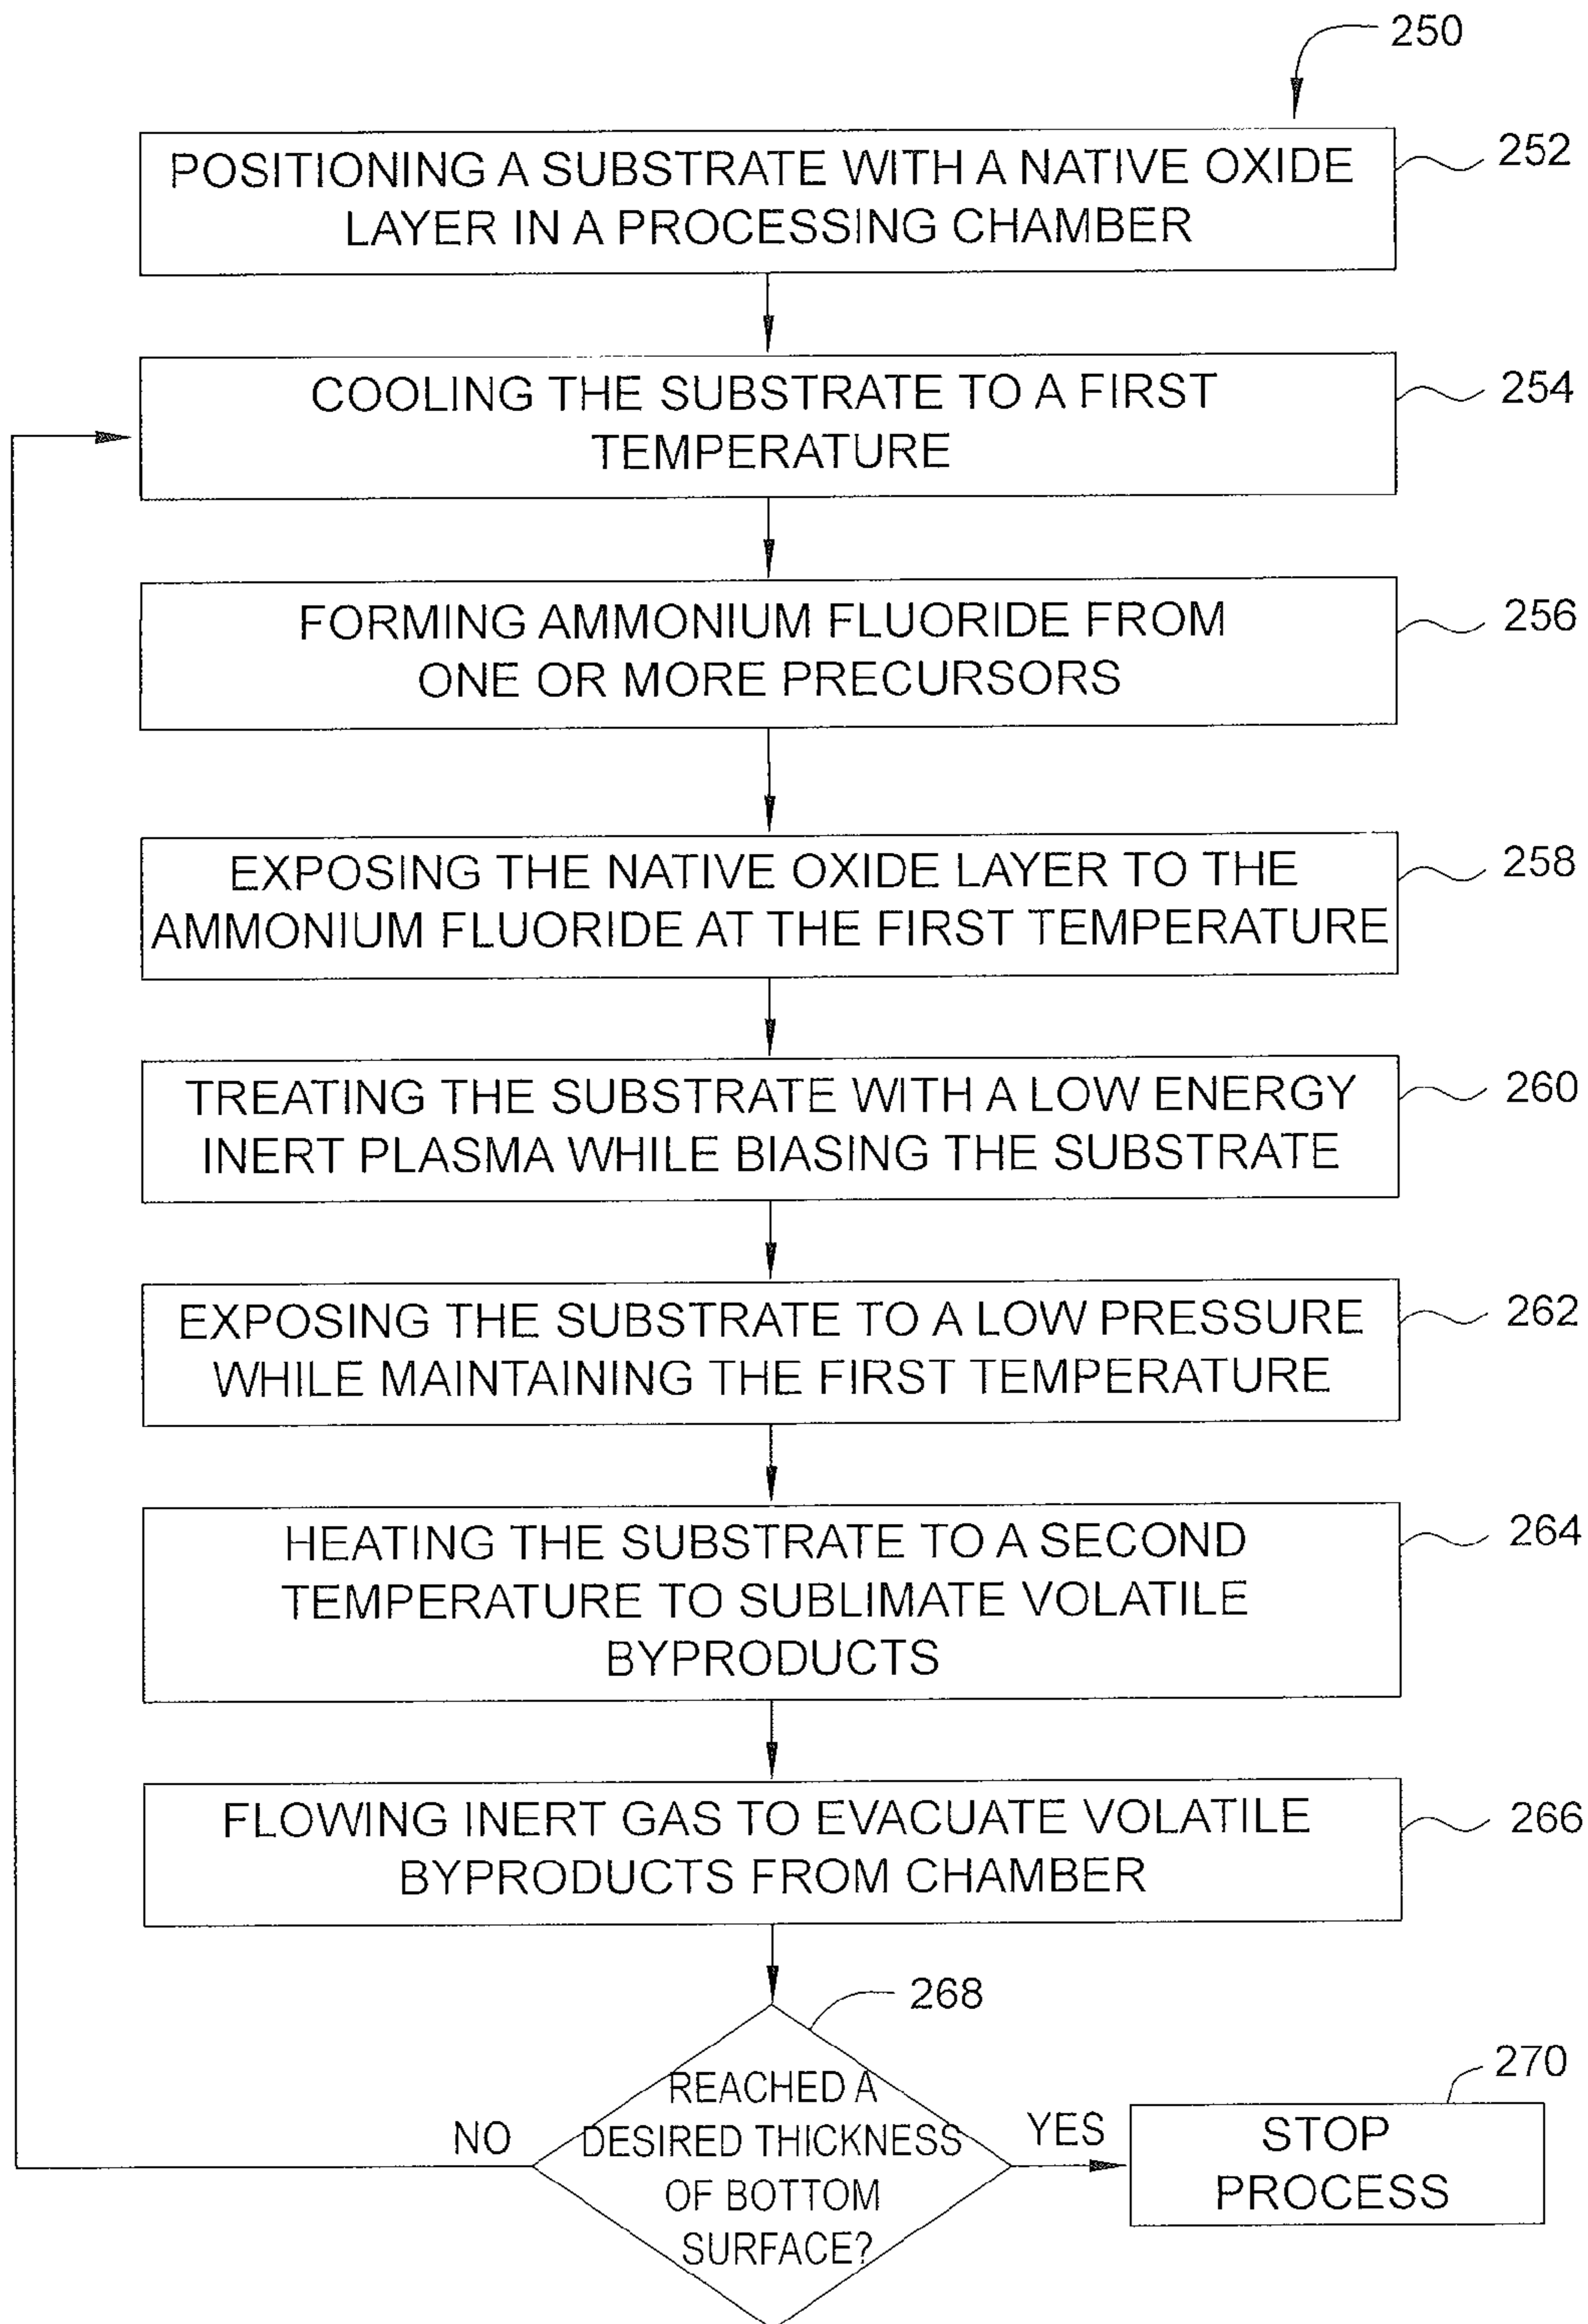 250
POSITIONING A SUBSTRATE WITH A NATIVE OXIDE
LAYER IN A PROCESSING CHAMBER
252
COOLING THE SUBSTRATE TO A FIRST
TEMPERATURE
254
FORMING AMMONIUM FLUORIDE FROM
ONE OR MORE PRECURSORS
256
EXPOSING THE NATIVE OXIDE LAYER TO THE
AMMONIUM FLUORIDE AT THE FIRST TEMPERATURE
258
TREATING THE SUBSTRATE WITH A LOW ENERGY
INERT PLASMA WHILE BIASING THE SUBSTRATE
260
EXPOSING THE SUBSTRATE TO A LOW PRESSURE
WHILE MAINTAINING THE FIRST TEMPERATURE
262
HEATING THE SUBSTRATE TO A SECOND
TEMPERATURE TO SUBLIMATE VOLATILE
BYPRODUCTS
264
FLOWING INERT GAS TO EVACUATE VOLATILE
BYPRODUCTS FROM CHAMBER
266
268
REACHED A
DESIRED THICKNESS
OF BOTTOM
SURFACE?
NO
YES
270
STOP
PROCESS